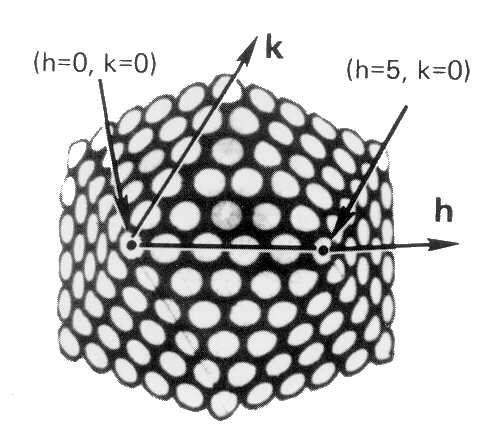 k
(h=0, k=0)
(h=5, k=0)
h